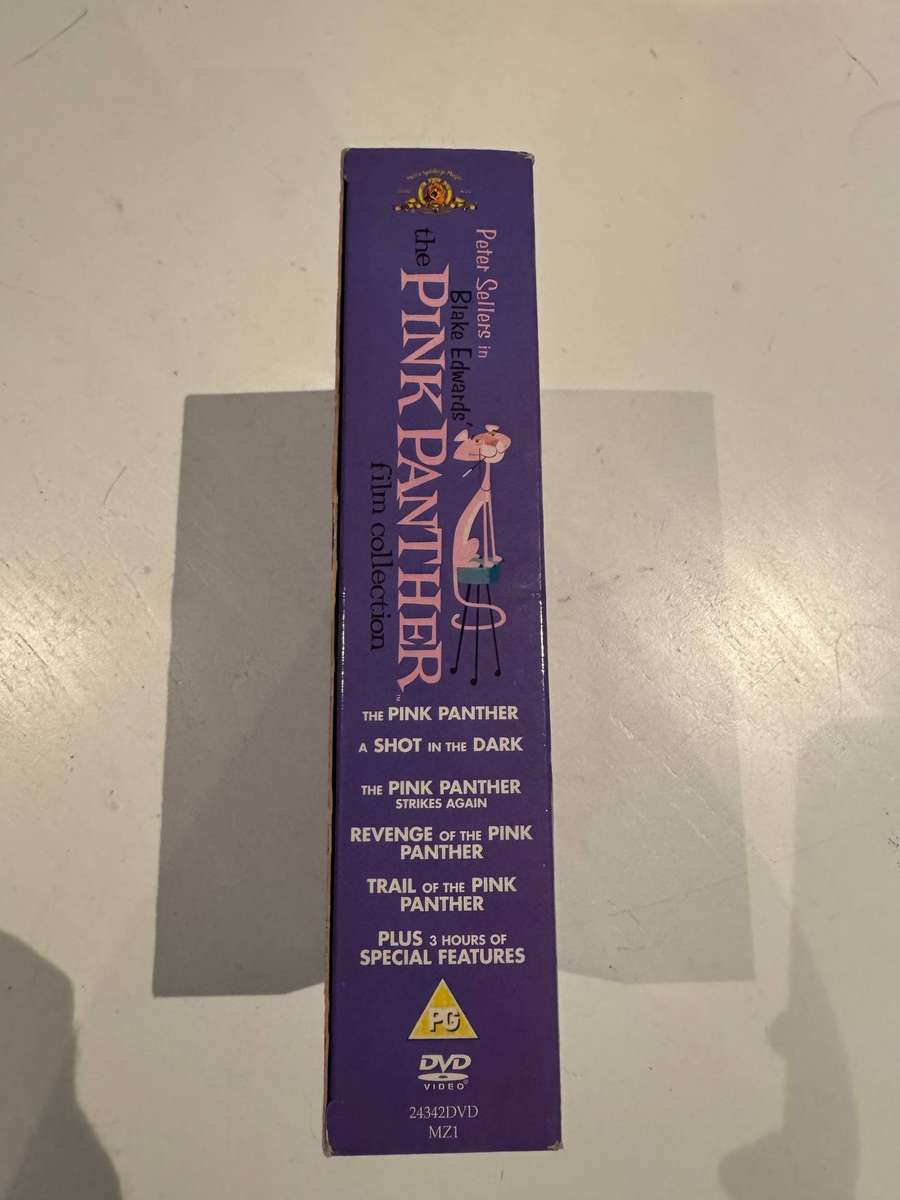 Peter Sellers in
Blake Edwards'
the PINK PANTHER™
film collection
THE PINK PANTHER
A SHOT IN THE DARK
THE PINK PANTHER
STRIKES AGAIN
REVENGE OF THE PINK
PANTHER
TRAIL OF THE PINK
PANTHER
PLUS 3 HOURS OF
SPECIAL FEATURES
PG
DVD
VIDEO
24342DVD
MZ1